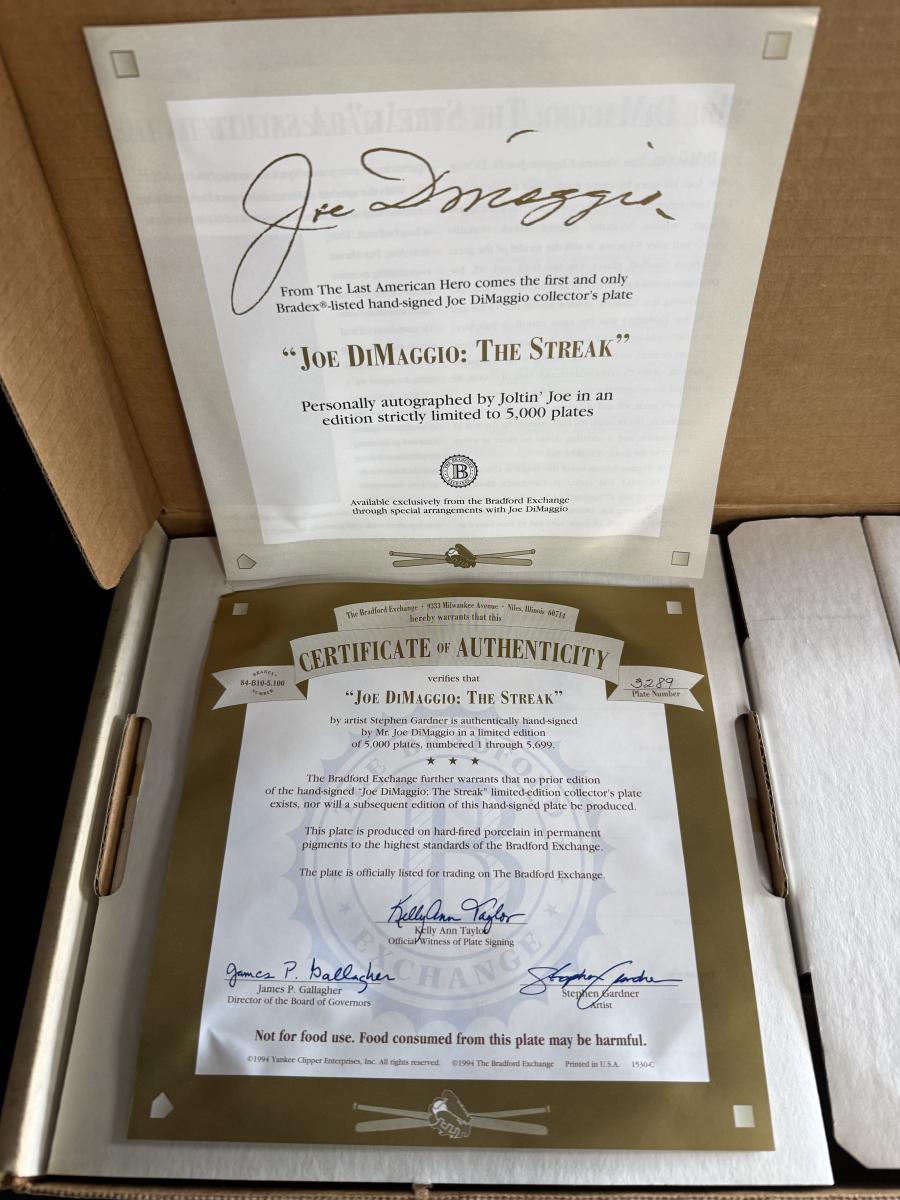 Joe DiMaggio
From The Last American Hero comes the first and only
Bradex®-listed hand-signed Joe DiMaggio collector's plate
“JOE DIMAGGIO: THE STREAK”
Personally autographed by Joltin' Joe in an
edition strictly limited to 5,000 plates
THE BRADFORD EXCHANGE
B
Available exclusively from the Bradford Exchange
through special arrangements with Joe DiMaggio
The Bradford Exchange · 9333 Milwaukee Avenue · Niles, Illinois 60714
hereby warrants that this
CERTIFICATE OF AUTHENTICITY
BRADEX®
84-B10-5.100
NUMBER
3289
Plate Number
verifies that
“JOE DIMAGGIO: THE STREAK”
by artist Stephen Gardner is authentically hand-signed
by Mr. Joe DiMaggio in a limited edition
of 5,000 plates, numbered 1 through 5,699.
★ ★ ★
The Bradford Exchange further warrants that no prior edition
of the hand-signed “Joe DiMaggio: The Streak” limited-edition collector's plate
exists, nor will a subsequent edition of this hand-signed plate be produced.
This plate is produced on hard-fired porcelain in permanent
pigments to the highest standards of the Bradford Exchange.
The plate is officially listed for trading on The Bradford Exchange.
Kelly Ann Taylor
Kelly Ann Taylor
Official Witness of Plate Signing
James P. Gallagher
James P. Gallagher
Director of the Board of Governors
Stephen Gardner
Stephen Gardner
Artist
Not for food use. Food consumed from this plate may be harmful.
©1994 Yankee Clipper Enterprises, Inc. All rights reserved. ©1994 The Bradford Exchange Printed in U.S.A. 1530-C